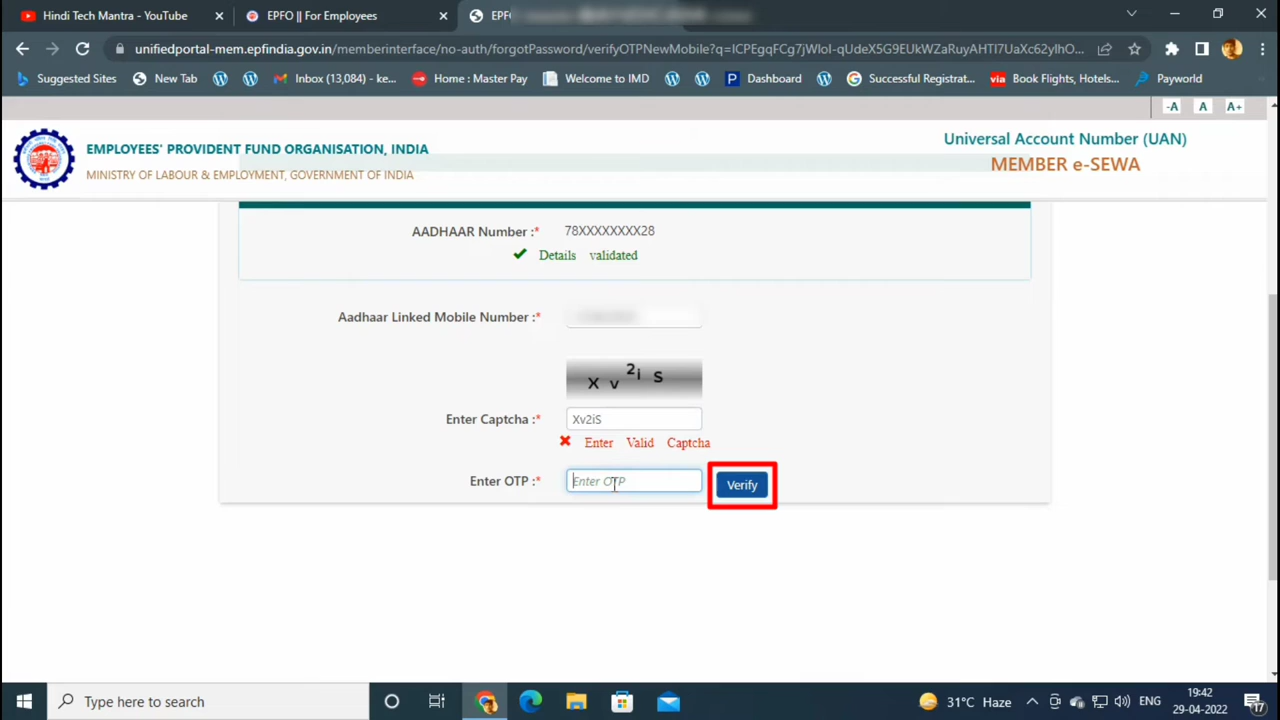 Hindi Tech Mantra - YouTube
EPFO || For Employees
EPFO
unifiedportal-mem.epfindia.gov.in/memberinterface/no-auth/forgotPassword/verifyOTPNewMobile?q=ICPEgqFCg7jWIoI-qUdeX5G9EUkWZaRuyAHTI7UaXc62ylhO...
Suggested Sites
New Tab
Inbox (13,084) - ke...
Home : Master Pay
Welcome to IMD
P Dashboard
Successful Registrat...
via Book Flights, Hotels...
Payworld
-A A A+
EMPLOYEES' PROVIDENT FUND ORGANISATION, INDIA
MINISTRY OF LABOUR & EMPLOYMENT, GOVERNMENT OF INDIA
Universal Account Number (UAN)
MEMBER e-SEWA
AADHAAR Number :* 78XXXXXXXX28
Details validated
Aadhaar Linked Mobile Number :*
X v 2 i S
Enter Captcha :* Xv2iS
Enter Valid Captcha
Enter OTP :* Enter OTP Verify
Type here to search
31°C Haze
ENG
19:42
29-04-2022
17